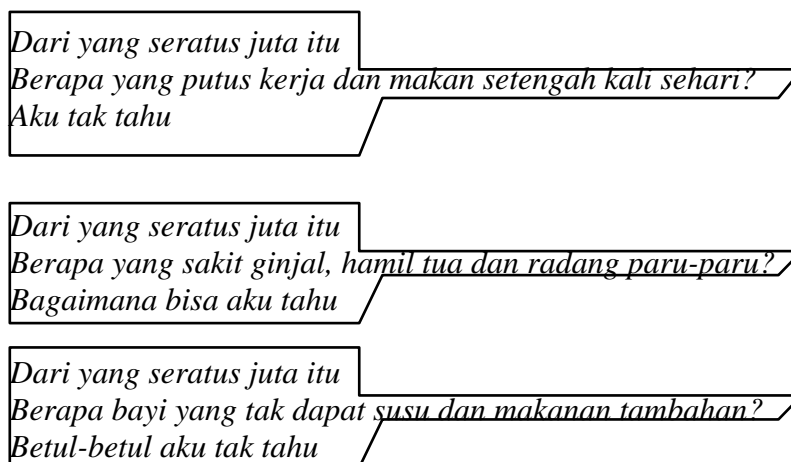 Dari yang seratus juta itu
Berapa yang putus kerja dan makan setengah kali sehari?
Aku tak tahu
Dari yang seratus juta itu
Berapa yang sakit ginjal, hamil tua dan radang paru-paru?
Bagaimana bisa aku tahu
Dari yang seratus juta itu
Berapa bayi yang tak dapat susu dan makanan tambahan?
Betul-betul aku tak tahu